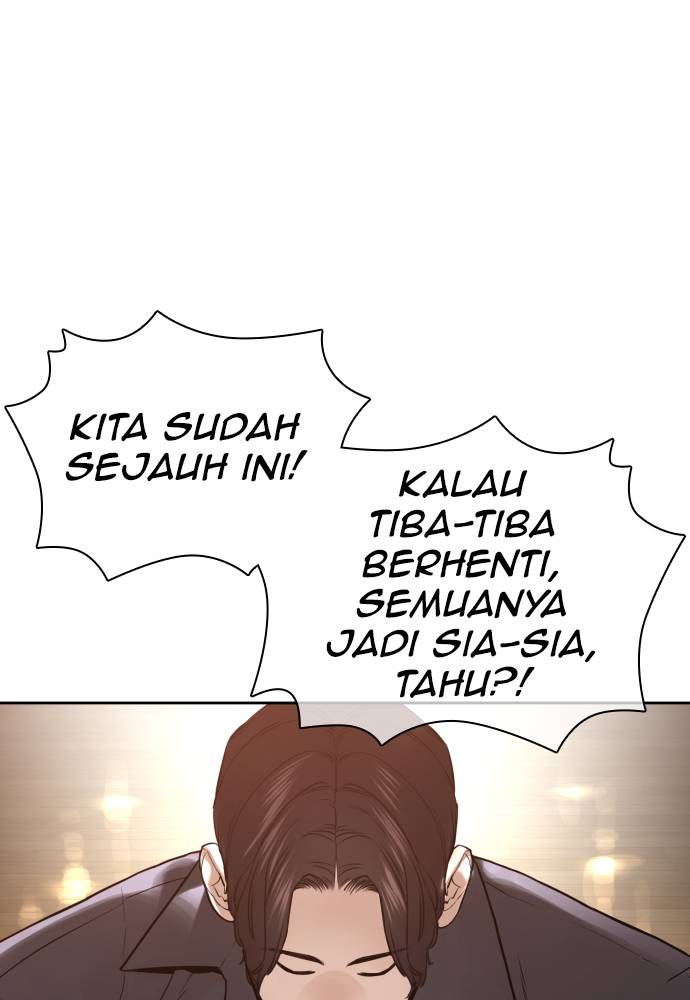 KITA SUDAH
SEJAUH INI!
KALAU
TIBA-TIBA
BERHENTI,
SEMUANYA
JADI SIA-SIA,
TAHU?!